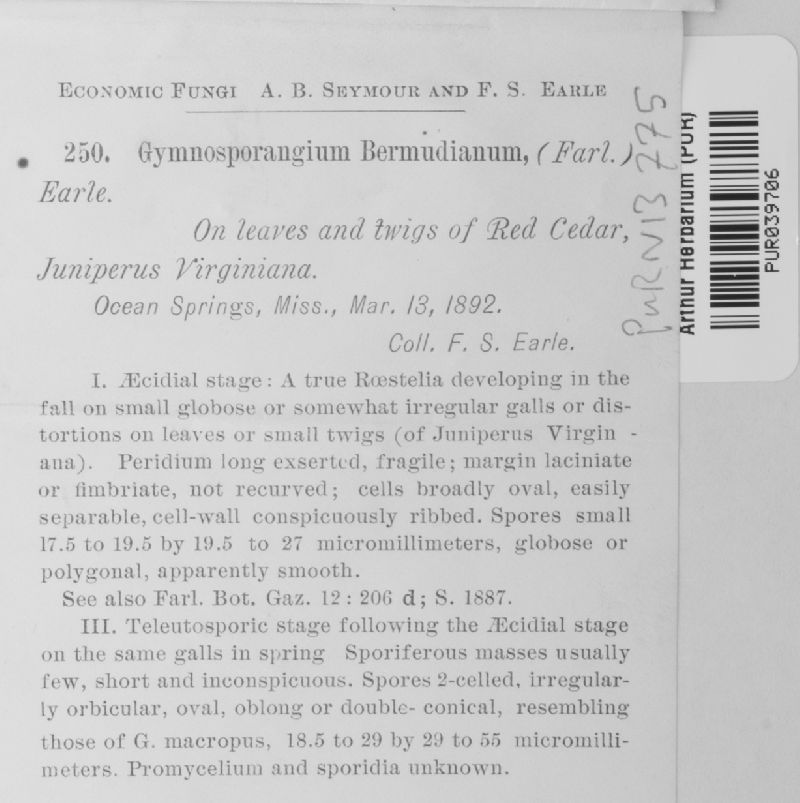 ECONOMIC FUNGI A. B. SEYMOUR AND F. S. EARLE
250. Gymnosporangium Bermudianum, (Farl.)
Earle.
On leaves and twigs of Red Cedar,
Juniperus Virginiana.
Ocean Springs, Miss., Mar. 13, 1892.
Coll. F. S. Earle.
I. Æcidial stage: A true Rœstelia developing in the
fall on small globose or somewhat irregular galls or dis-
tortions on leaves or small twigs (of Juniperus Virgin -
ana). Peridium long exserted, fragile; margin laciniate
or fimbriate, not recurved; cells broadly oval, easily
separable, cell-wall conspicuously ribbed. Spores small
17.5 to 19.5 by 19.5 to 27 micromillimeters, globose or
polygonal, apparently smooth.
See also Farl. Bot. Gaz. 12: 206 d; S. 1887.
III. Teleutosporic stage following the Æcidial stage
on the same galls in spring Sporiferous masses usually
few, short and inconspicuous. Spores 2-celled, irregular-
ly orbicular, oval, oblong or double- conical, resembling
those of G. macropus, 18.5 to 29 by 29 to 55 micromilli-
meters. Promycelium and sporidia unknown.
PURN13775
Arthur Herbarium (PUR)
PUR039706